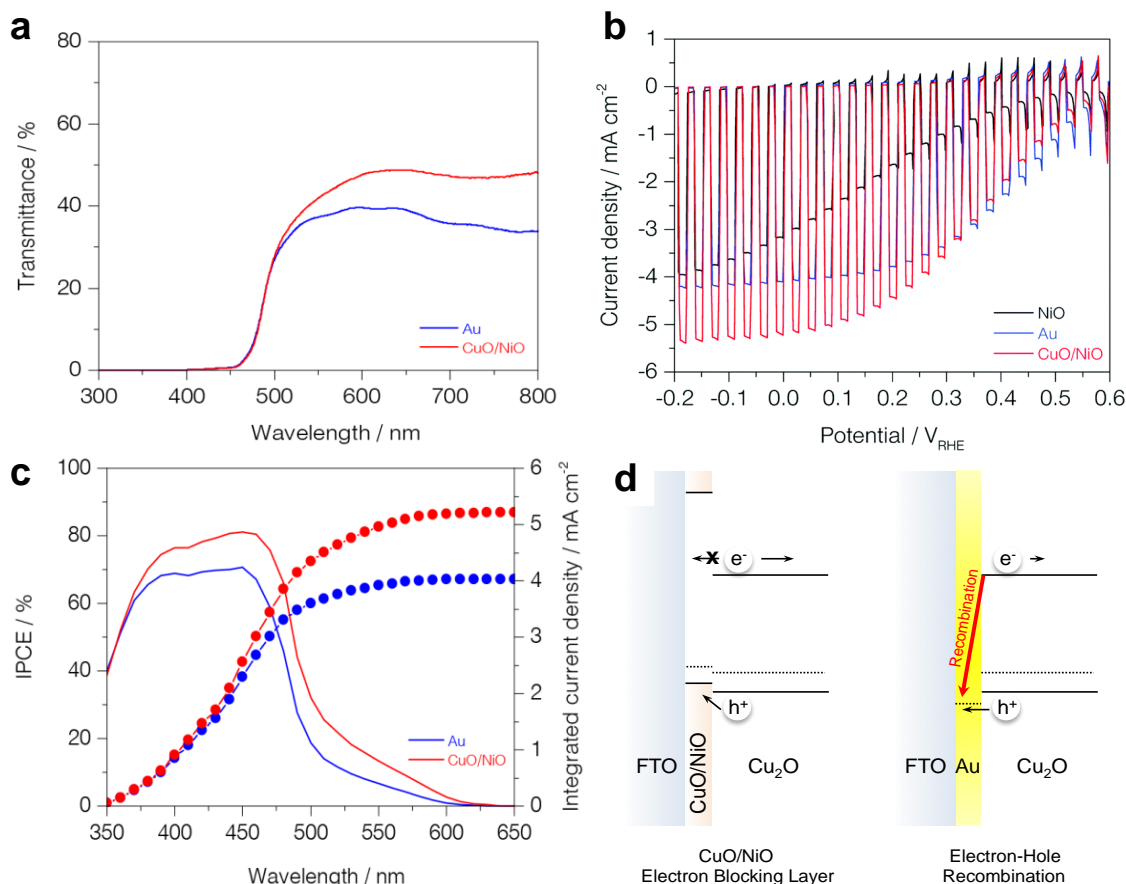 a
80
60
40
20
0
Transmittance / %
300 400 500 600 700 800
Wavelength / nm
Au
CuO/NiO
b
1
0
-1
-2
-3
-4
-5
-6
Current density / mA cm-2
-0.2 -0.1 0.0 0.1 0.2 0.3 0.4 0.5 0.6
Potential / VRHE
NiO
Au
CuO/NiO
c
100
80
60
40
20
0
IPCE / %
6
5
4
3
2
1
0
Integrated current density / mA cm-2
350 400 450 500 550 600 650
Wavelength / nm
Au
CuO/NiO
d
x e-
h+
FTO
CuO/NiO
Cu2O
CuO/NiO
Electron Blocking Layer
e-
Recombination
h+
FTO Au Cu2O
Electron-Hole
Recombination